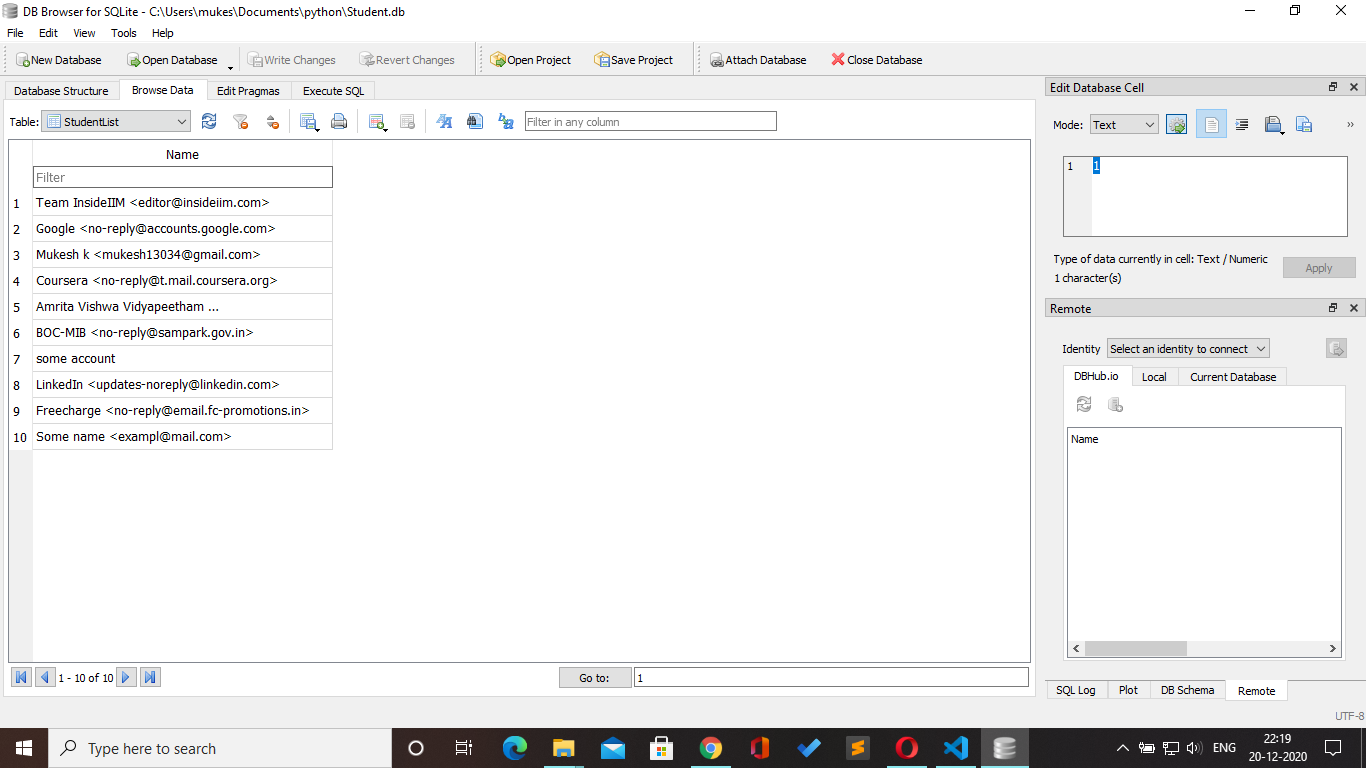 DB Browser for SQLite - C:\Users\mukes\Documents\python\Student.db
File Edit View Tools Help
New Database Open Database Write Changes Revert Changes Open Project Save Project Attach Database Close Database
Database Structure Browse Data Edit Pragmas Execute SQL
Table: StudentList Filter in any column
Name
Filter
1 Team InsideIIM <editor@insideiim.com>
2 Google <no-reply@accounts.google.com>
3 Mukesh k <mukesh13034@gmail.com>
4 Coursera <no-reply@t.mail.coursera.org>
5 Amrita Vishwa Vidyapeetham ...
6 BOC-MIB <no-reply@sampark.gov.in>
7 some account
8 LinkedIn <updates-noreply@linkedin.com>
9 Freecharge <no-reply@email.fc-promotions.in>
10 Some name <exampl@mail.com>
1 - 10 of 10 Go to: 1
Edit Database Cell
Mode: Text
1 1
Type of data currently in cell: Text / Numeric
1 character(s)
Apply
Remote
Identity Select an identity to connect
DBHub.io Local Current Database
Name
SQL Log Plot DB Schema Remote
UTF-8
Type here to search
ENG
22:19
20-12-2020